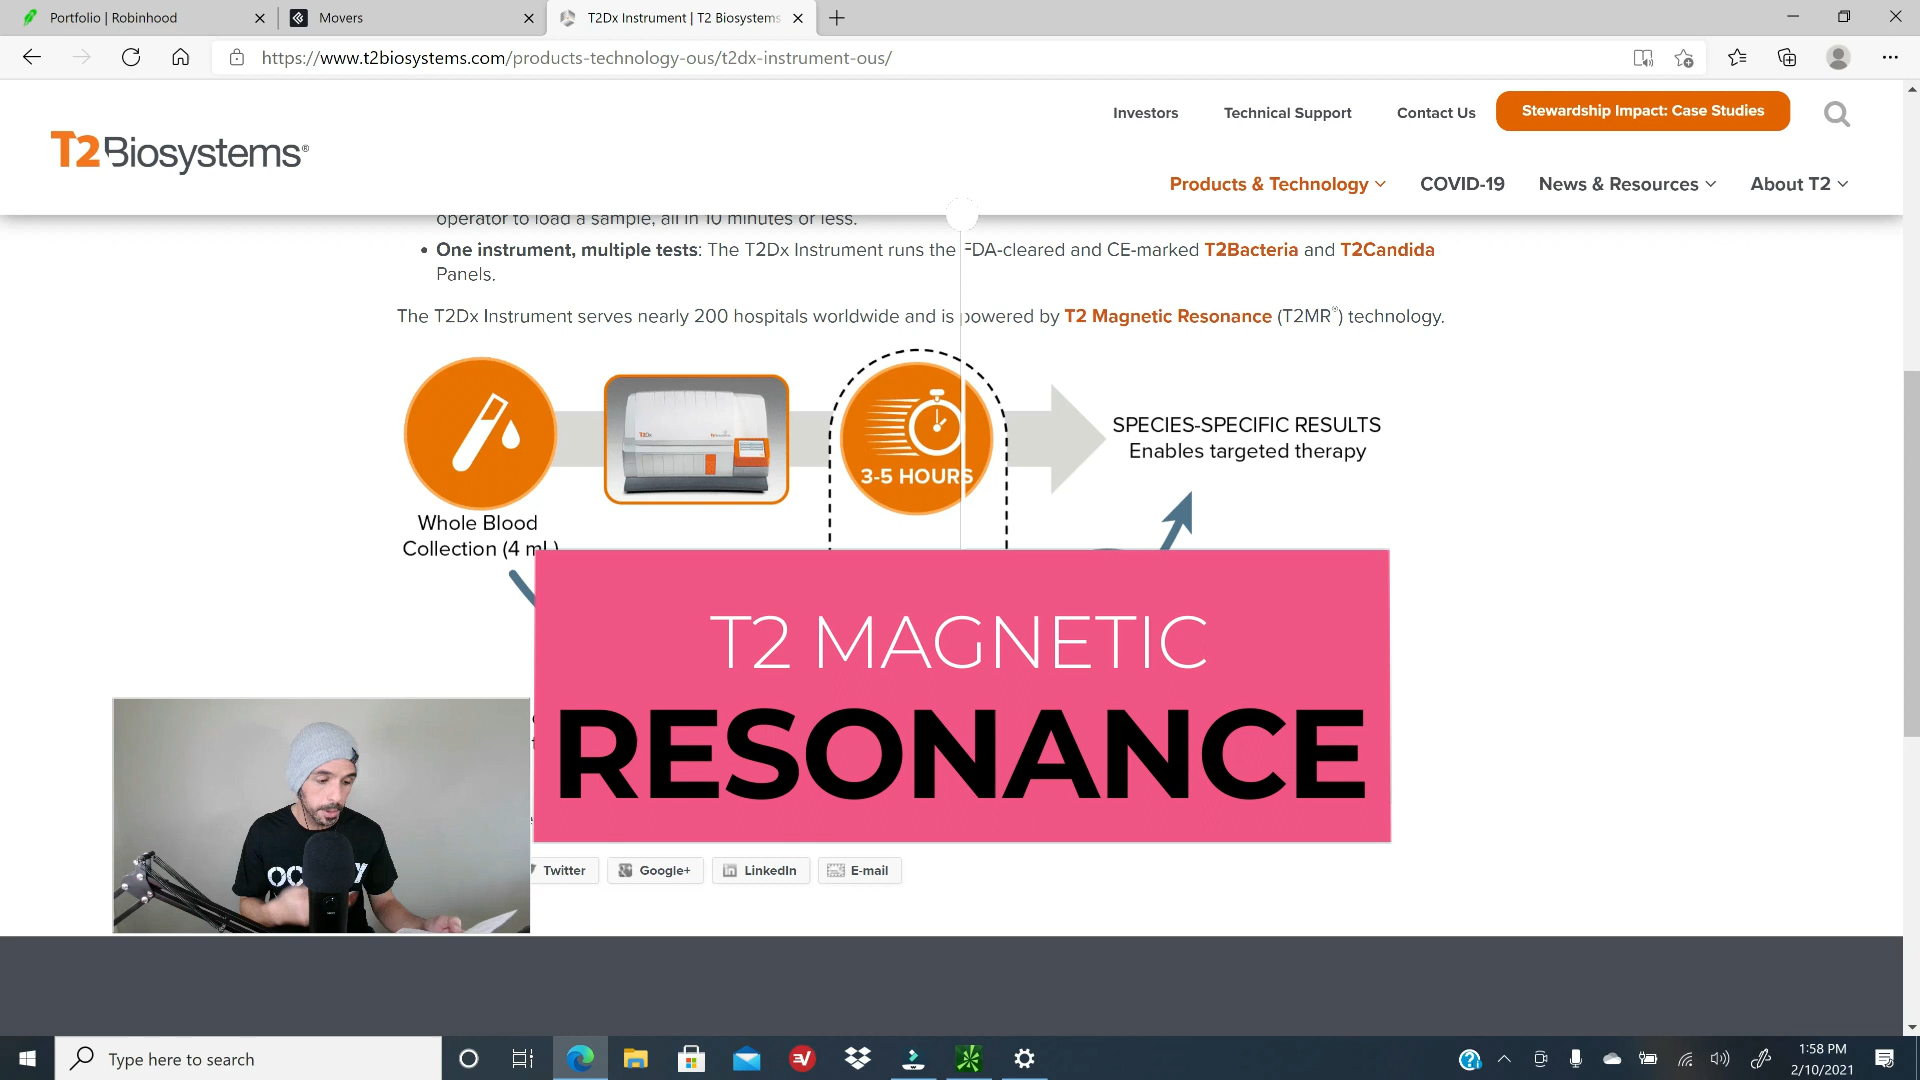 Portfolio | Robinhood
Movers
T2Dx Instrument | T2 Biosystems
https://www.t2biosystems.com/products-technology-ous/t2dx-instrument-ous/
Investors
Technical Support
Contact Us
Stewardship Impact: Case Studies
T2Biosystems®
Products & Technology
COVID-19
News & Resources
About T2
operator to load a sample, all in 10 minutes or less.
• One instrument, multiple tests: The T2Dx Instrument runs the FDA-cleared and CE-marked T2Bacteria and T2Candida
Panels.
The T2Dx Instrument serves nearly 200 hospitals worldwide and is powered by T2 Magnetic Resonance (T2MR®) technology.
3-5 HOURS
SPECIES-SPECIFIC RESULTS
Enables targeted therapy
Whole Blood
Collection (4 mL)
T2 MAGNETIC
RESONANCE
Twitter
Google+
LinkedIn
E-mail
Type here to search
1:58 PM
2/10/2021